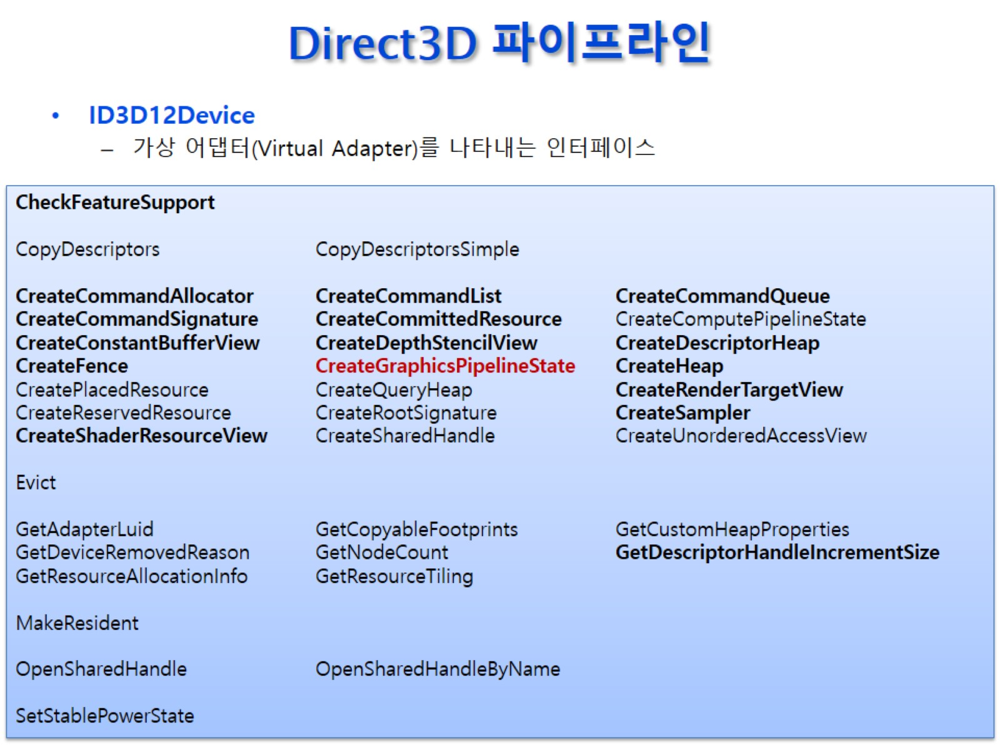 Direct3D 파이프라인
• ID3D12Device
– 가상 어댑터(Virtual Adapter)를 나타내는 인터페이스
CheckFeatureSupport
CopyDescriptors CopyDescriptorsSimple
CreateCommandAllocator CreateCommandList CreateCommandQueue
CreateCommandSignature CreateCommittedResource CreateComputePipelineState
CreateConstantBufferView CreateDepthStencilView CreateDescriptorHeap
CreateFence CreateGraphicsPipelineState CreateHeap
CreatePlacedResource CreateQueryHeap CreateRenderTargetView
CreateReservedResource CreateRootSignature CreateSampler
CreateShaderResourceView CreateSharedHandle CreateUnorderedAccessView
Evict
GetAdapterLuid GetCopyableFootprints GetCustomHeapProperties
GetDeviceRemovedReason GetNodeCount GetDescriptorHandleIncrementSize
GetResourceAllocationInfo GetResourceTiling
MakeResident
OpenSharedHandle OpenSharedHandleByName
SetStablePowerState